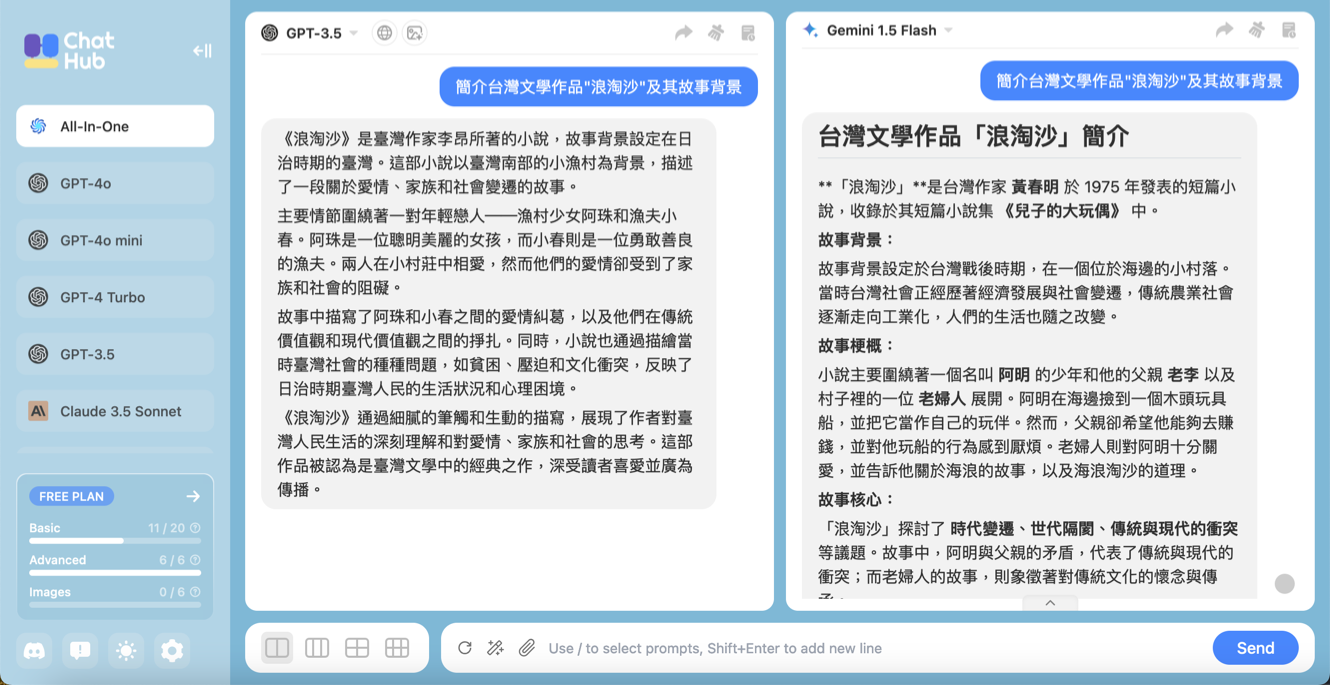 Chat
Hub
All-In-One
GPT-4o
GPT-4o mini
GPT-4 Turbo
GPT-3.5
Claude 3.5 Sonnet
FREE PLAN
Basic 11 / 20
Advanced 6 / 6
Images 0 / 6
GPT-3.5
簡介台灣文學作品"浪淘沙"及其故事背景
《浪淘沙》是臺灣作家李昂所著的小說，故事背景設定在日
治時期的臺灣。這部小說以臺灣南部的小漁村為背景，描述
了一段關於愛情、家族和社會變遷的故事。
主要情節圍繞著一對年輕戀人——漁村少女阿珠和漁夫小
春。阿珠是一位聰明美麗的女孩，而小春則是一位勇敢善良
的漁夫。兩人在小村莊中相愛，然而他們的愛情卻受到了家
族和社會的阻礙。
故事中描寫了阿珠和小春之間的愛情糾葛，以及他們在傳統
價值觀和現代價值觀之間的掙扎。同時，小說也通過描繪當
時臺灣社會的種種問題，如貧困、壓迫和文化衝突，反映了
日治時期臺灣人民的生活狀況和心理困境。
《浪淘沙》通過細膩的筆觸和生動的描寫，展現了作者對臺
灣人民生活的深刻理解和對愛情、家族和社會的思考。這部
作品被認為是臺灣文學中的經典之作，深受讀者喜愛並廣為
傳播。
Gemini 1.5 Flash
簡介台灣文學作品"浪淘沙"及其故事背景
台灣文學作品「浪淘沙」簡介
**「浪淘沙」**是台灣作家 黃春明 於 1975 年發表的短篇小
說，收錄於其短篇小說集 《兒子的大玩偶》 中。
故事背景：
故事背景設定於台灣戰後時期，在一個位於海邊的小村落。
當時台灣社會正經歷著經濟發展與社會變遷，傳統農業社會
逐漸走向工業化，人們的生活也隨之改變。
故事梗概：
小說主要圍繞著一個名叫 阿明 的少年和他的父親 老李 以及
村子裡的一位 老婦人 展開。阿明在海邊撿到一個木頭玩具
船，並把它當作自己的玩伴。然而，父親卻希望他能夠去賺
錢，並對他玩船的行為感到厭煩。老婦人則對阿明十分關
愛，並告訴他關於海浪的故事，以及海浪淘沙的道理。
故事核心：
「浪淘沙」探討了 時代變遷、世代隔閡、傳統與現代的衝突
等議題。故事中，阿明與父親的矛盾，代表了傳統與現代的
衝突；而老婦人的故事，則象徵著對傳統文化的懷念與傳
Use / to select prompts, Shift+Enter to add new line
Send